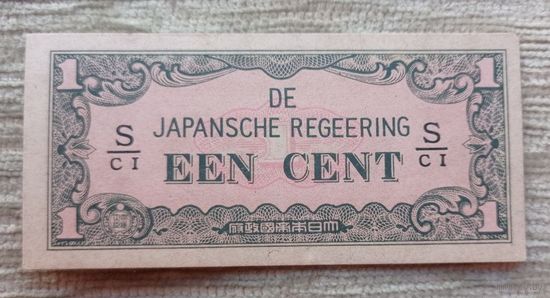 1 1
DE
JAPANSCHE REGEERING
S/CI S/CI
EEN CENT
1 1
府政國帝本日大